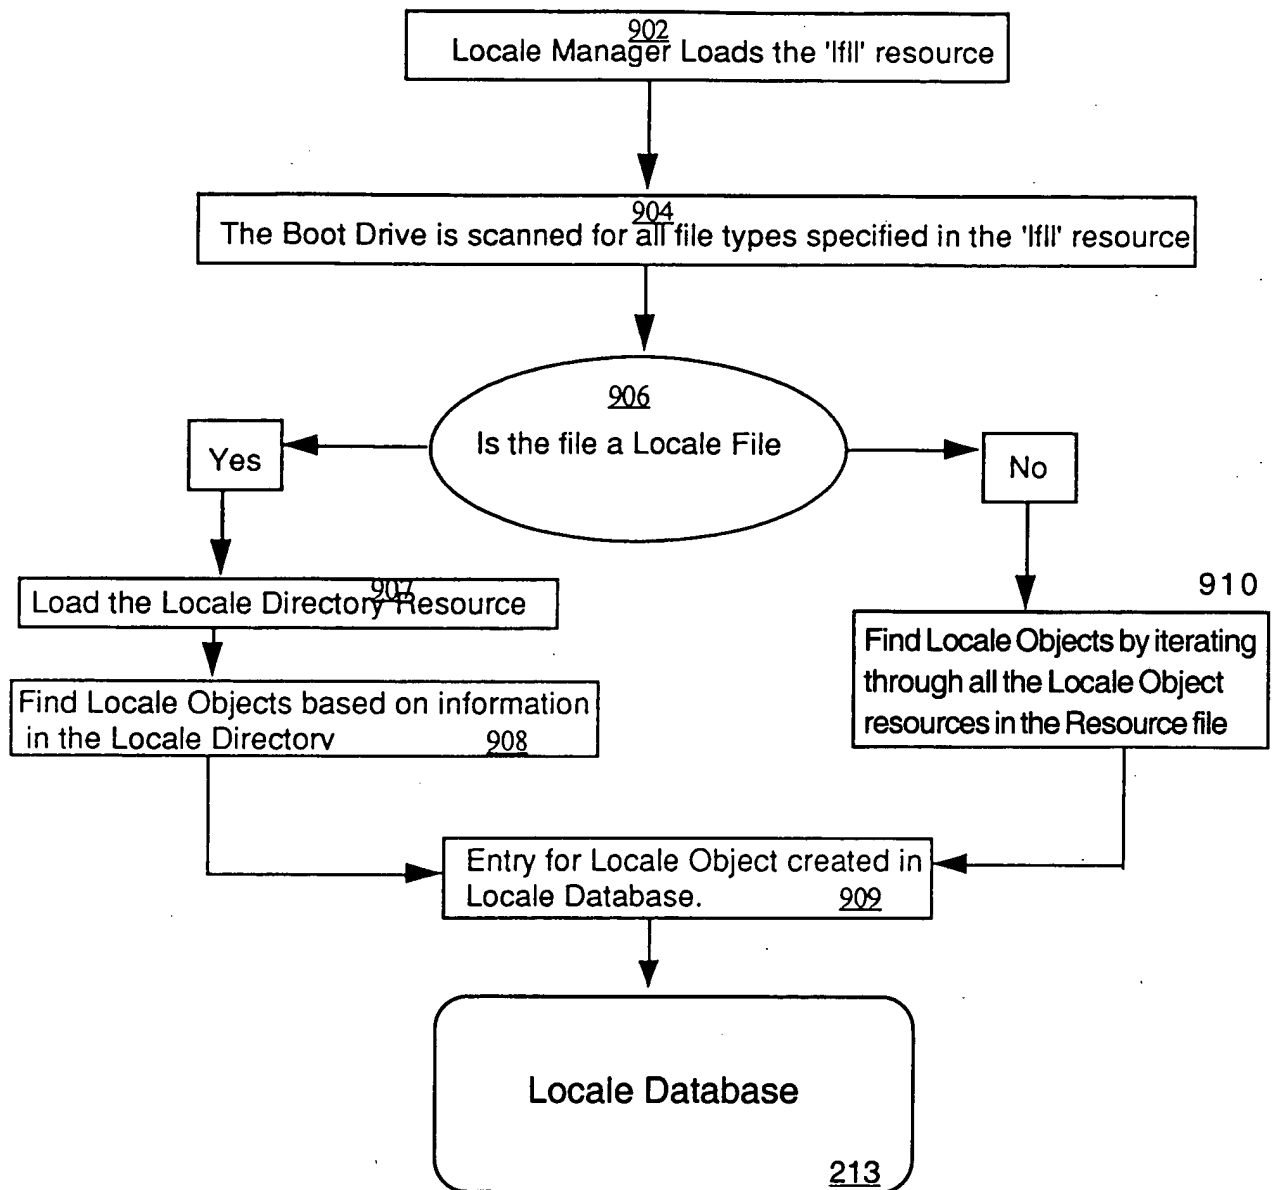 902
Locale Manager Loads the 'lfll' resource
904
The Boot Drive is scanned for all file types specified in the 'lfll' resource
906
Is the file a Locale File
Yes
No
907
Load the Locale Directory Resource
910
Find Locale Objects by iterating
through all the Locale Object
resources in the Resource file
Find Locale Objects based on information
in the Locale Directory
908
Entry for Locale Object created in
Locale Database.
909
Locale Database
213